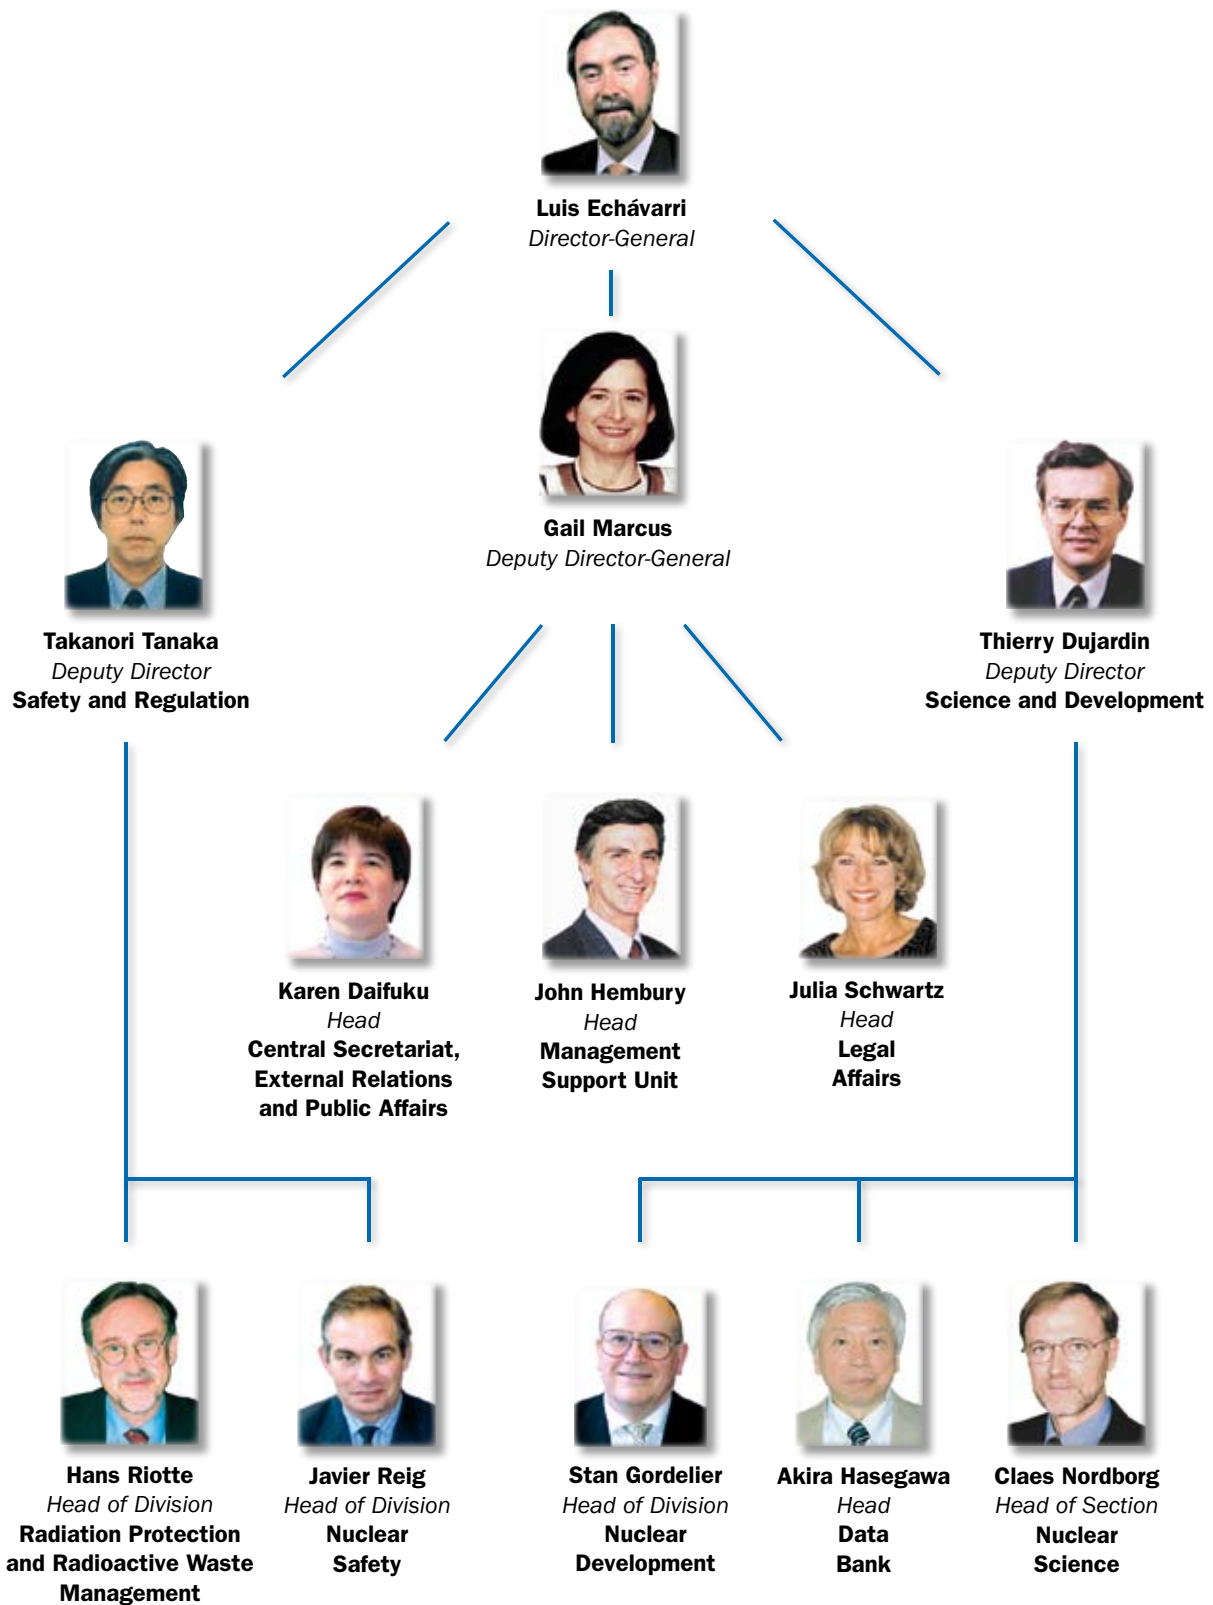 Luis Echávarri
Director-General
Gail Marcus
Deputy Director-General
Takanori Tanaka
Deputy Director
Safety and Regulation
Thierry Dujardin
Deputy Director
Science and Development
Karen Daifuku
Head
Central Secretariat,
External Relations
and Public Affairs
John Hembury
Head
Management
Support Unit
Julia Schwartz
Head
Legal
Affairs
Hans Riotte
Head of Division
Radiation Protection
and Radioactive Waste
Management
Javier Reig
Head of Division
Nuclear
Safety
Stan Gordelier
Head of Division
Nuclear
Development
Akira Hasegawa
Head
Data
Bank
Claes Nordborg
Head of Section
Nuclear
Science